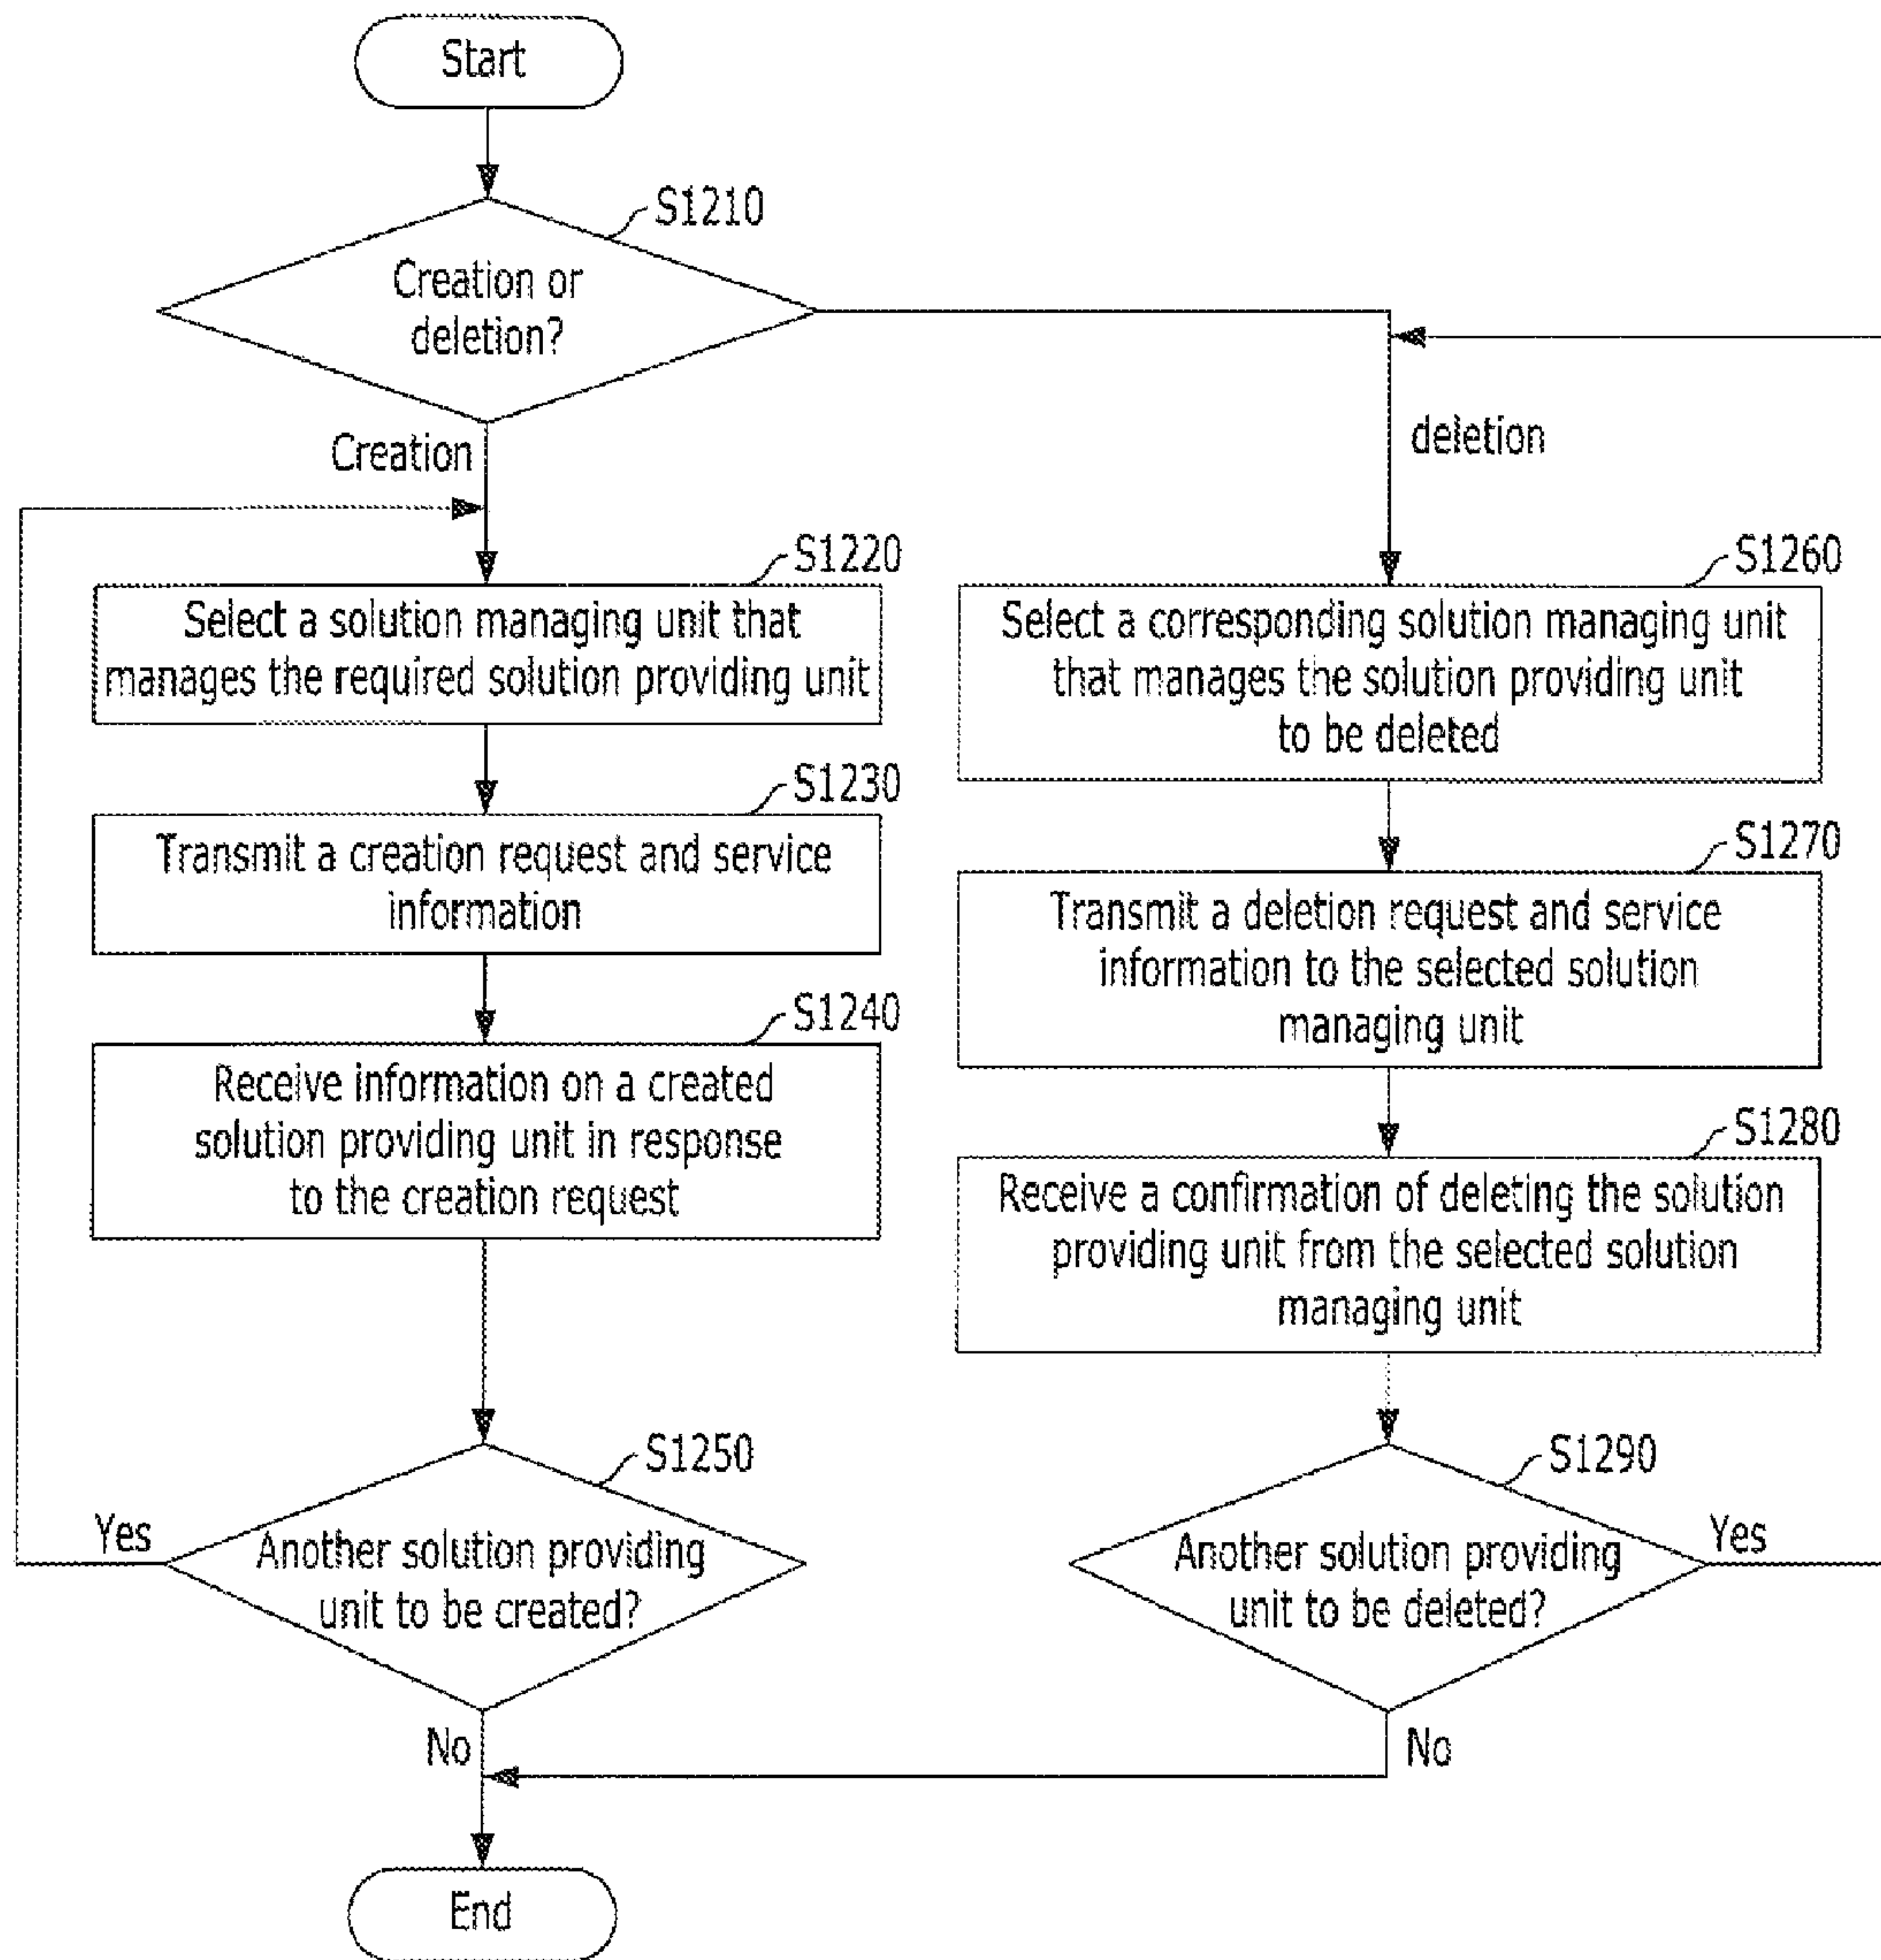 Start
S1210
Creation or
deletion?
Creation
deletion
S1220
Select a solution managing unit that
manages the required solution providing unit
S1230
Transmit a creation request and service
information
S1240
Receive information on a created
solution providing unit in response
to the creation request
S1250
Yes
Another solution providing
unit to be created?
No
S1260
Select a corresponding solution managing unit
that manages the solution providing unit
to be deleted
S1270
Transmit a deletion request and service
information to the selected solution
managing unit
S1280
Receive a confirmation of deleting the solution
providing unit from the selected solution
managing unit
S1290
Another solution providing
unit to be deleted?
Yes
No
End